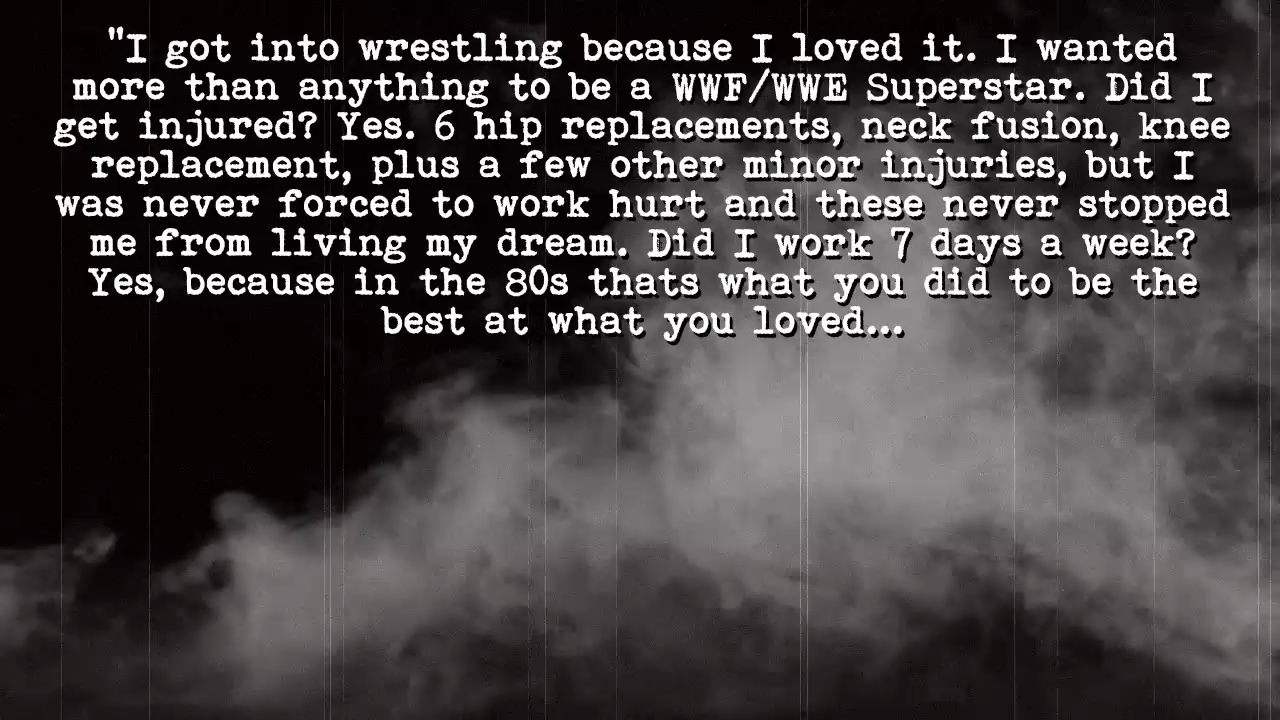 "I got into wrestling because I loved it. I wanted
more than anything to be a WWF/WWE Superstar. Did I
get injured? Yes. 6 hip replacements, neck fusion, knee
replacement, plus a few other minor injuries, but I
was never forced to work hurt and these never stopped
me from living my dream. Did I work 7 days a week?
Yes, because in the 80s thats what you did to be the
best at what you loved...